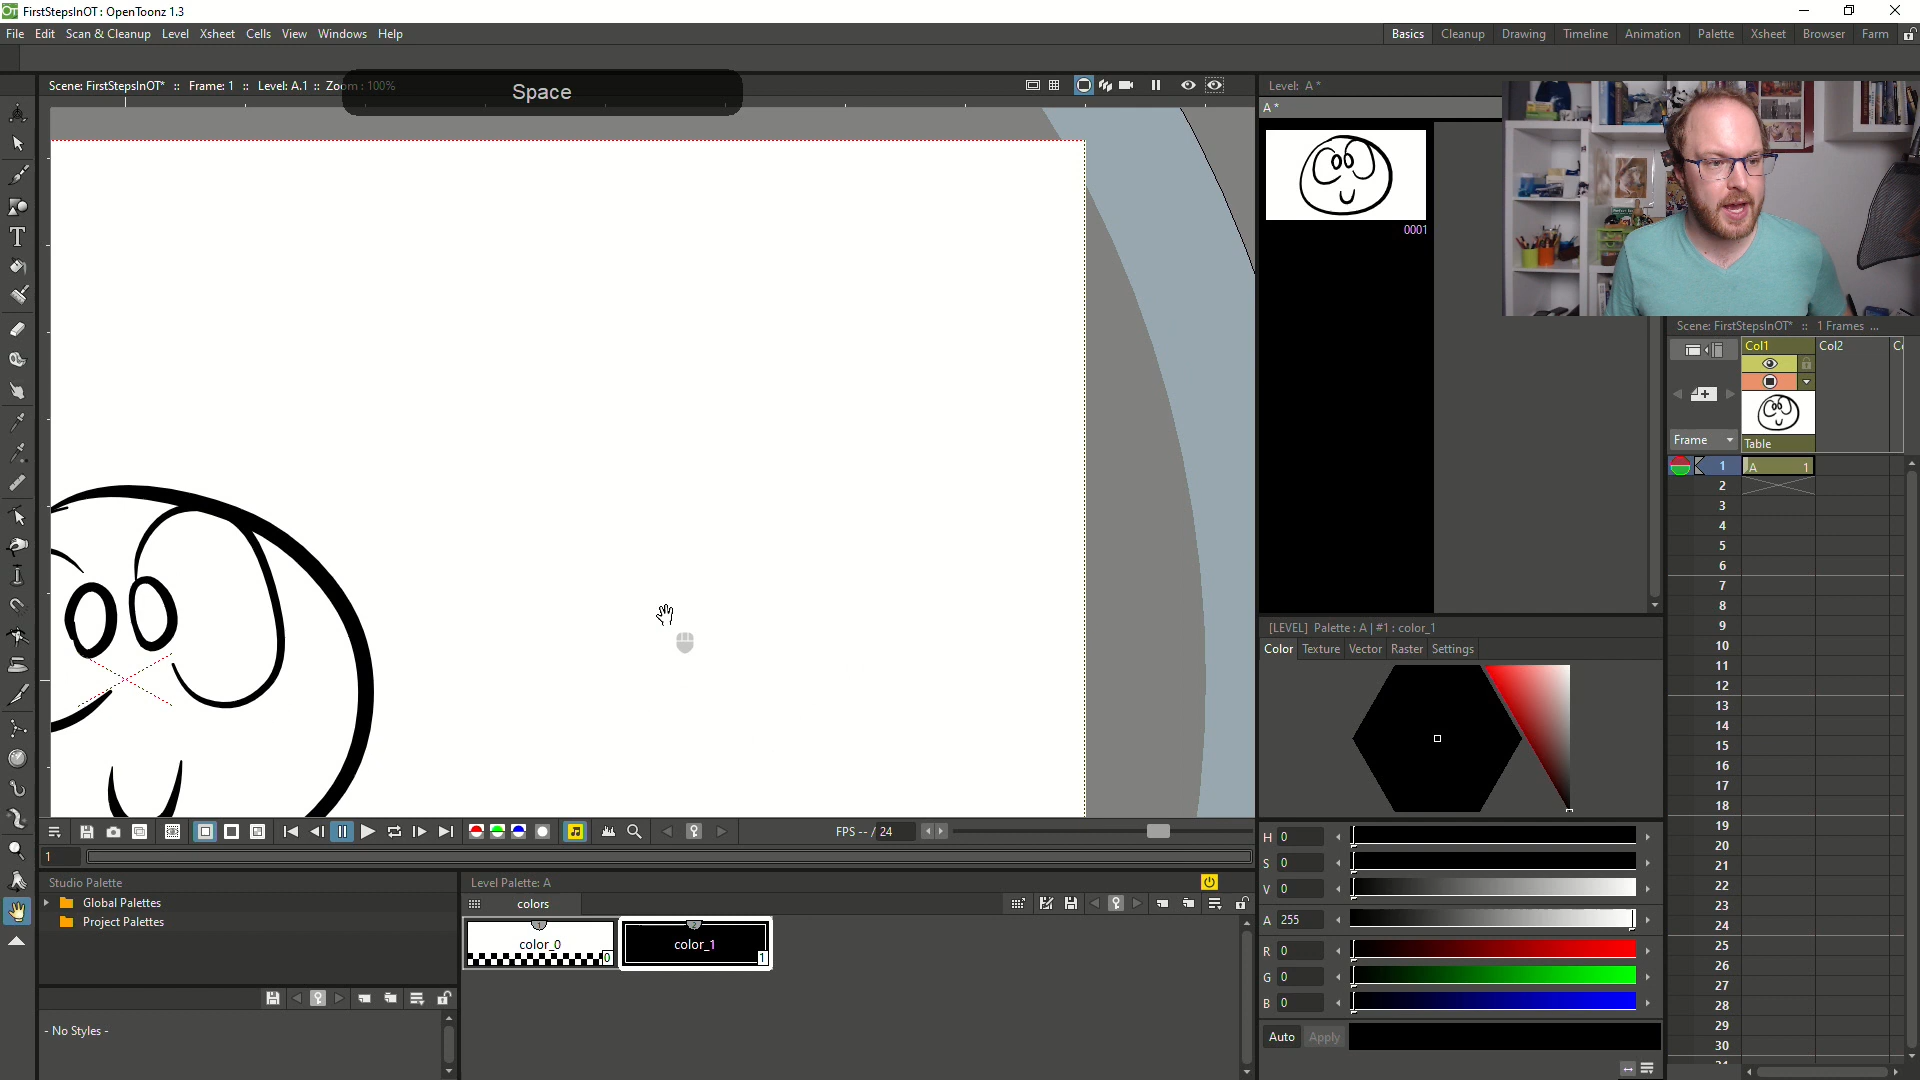 FirstStepsInOT : OpenToonz 1.3
File Edit Scan & Cleanup Level Xsheet Cells View Windows Help
Basics Cleanup Drawing Timeline Animation Palette Xsheet Browser Farm
Scene: FirstStepsInOT* :: Frame: 1 :: Level: A.1 :: Zoom : 100%
Space
Level: A *
A *
0001
Scene: FirstStepsInOT* :: 1 Frames ...
Col1 Col2
Frame
Table
1 A 1
2
3
4
5
6
7
8
9
10
11
12
13
14
15
16
17
18
19
20
21
22
23
24
25
26
27
28
29
30
[LEVEL] Palette : A | #1 : color_1
Color Texture Vector Raster Settings
H 0
S 0
V 0
A 255
R 0
G 0
B 0
Auto Apply
FPS -- / 24
1
Studio Palette
Global Palettes
Project Palettes
- No Styles -
Level Palette: A
colors
1 color_0 0
2 color_1 1